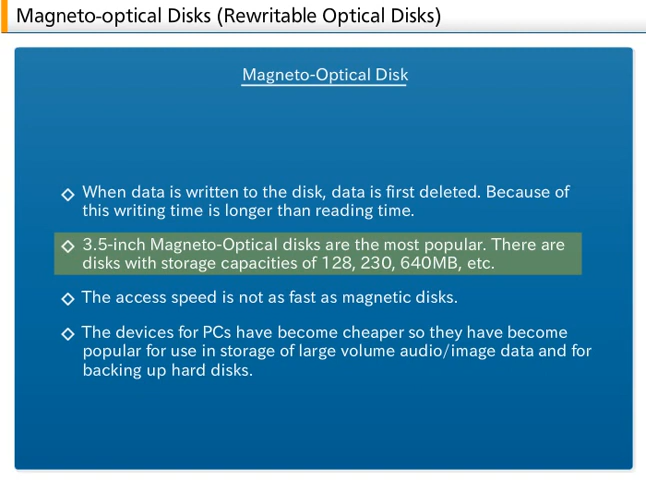 Magneto-optical Disks (Rewritable Optical Disks)
Magneto-Optical Disk
◇ When data is written to the disk, data is first deleted. Because of
this writing time is longer than reading time.
◇ 3.5-inch Magneto-Optical disks are the most popular. There are
disks with storage capacities of 128, 230, 640MB, etc.
◇ The access speed is not as fast as magnetic disks.
◇ The devices for PCs have become cheaper so they have become
popular for use in storage of large volume audio/image data and for
backing up hard disks.